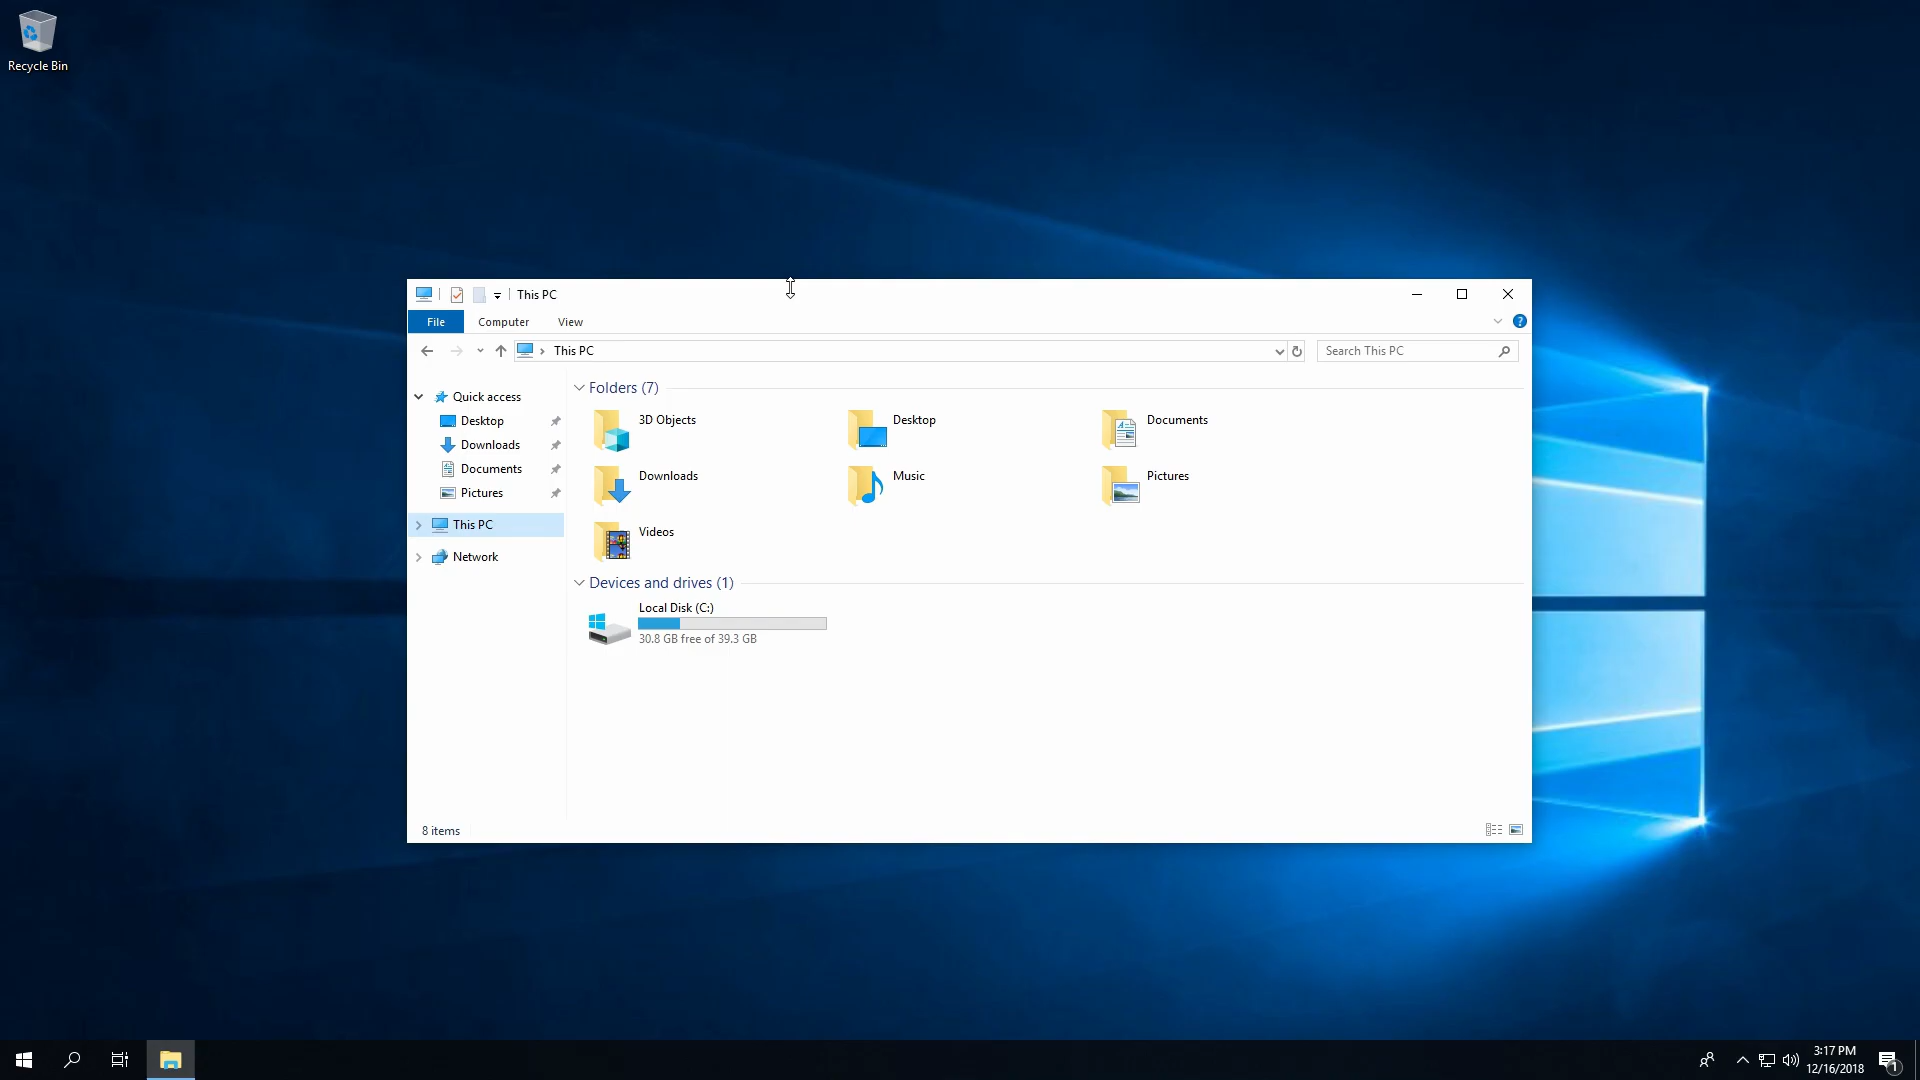 Recycle Bin
This PC
File
Computer
View
This PC
Search This PC
Quick access
Desktop
Downloads
Documents
Pictures
This PC
Network
Folders (7)
3D Objects
Desktop
Documents
Downloads
Music
Pictures
Videos
Devices and drives (1)
Local Disk (C:)
30.8 GB free of 39.3 GB
8 items
3:17 PM
12/16/2018
1